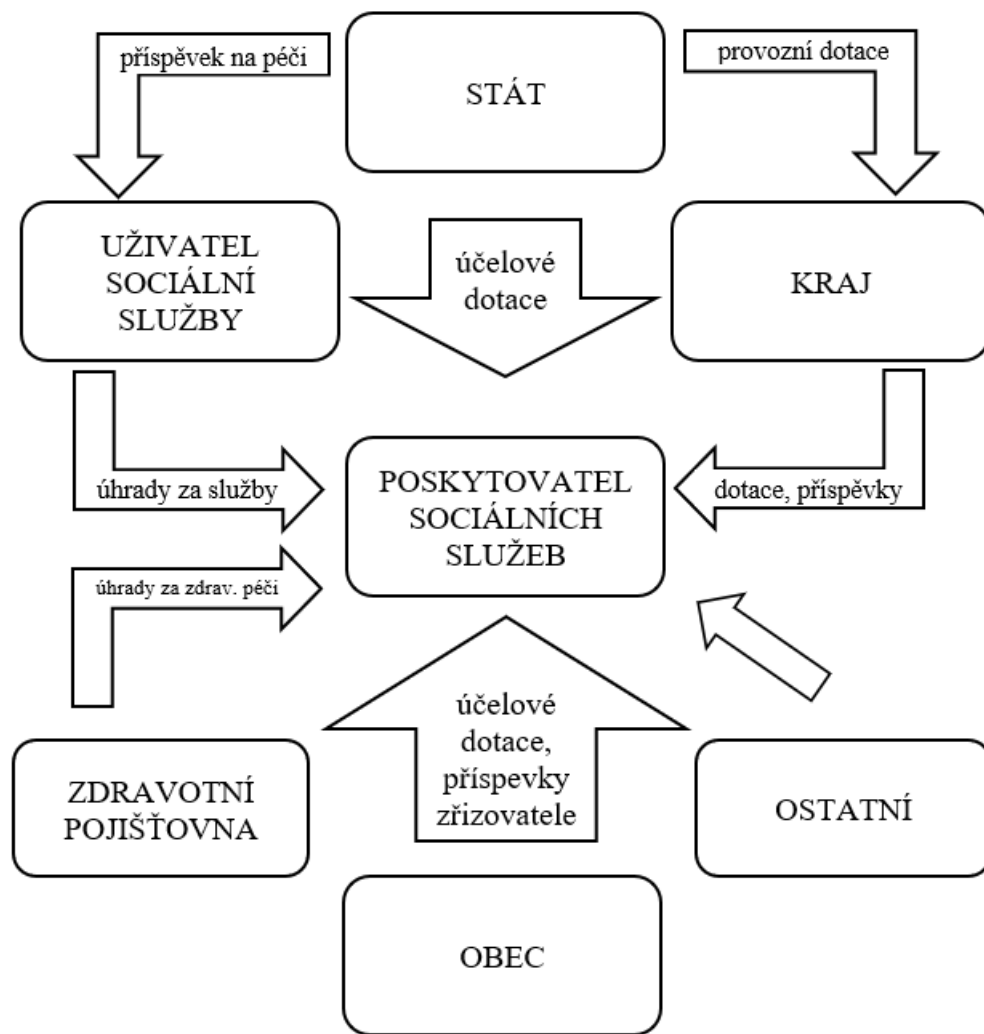 příspěvek na péči
STÁT
provozní dotace
UŽIVATEL
SOCIÁLNÍ
SLUŽBY
účelové
dotace
KRAJ
úhrady za služby
POSKYTOVATEL
SOCIÁLNÍCH
SLUŽEB
dotace, příspěvky
úhrady za zdrav. péči
účelové
dotace,
příspevky
zřizovatele
ZDRAVOTNÍ
POJIŠŤOVNA
OSTATNÍ
OBEC